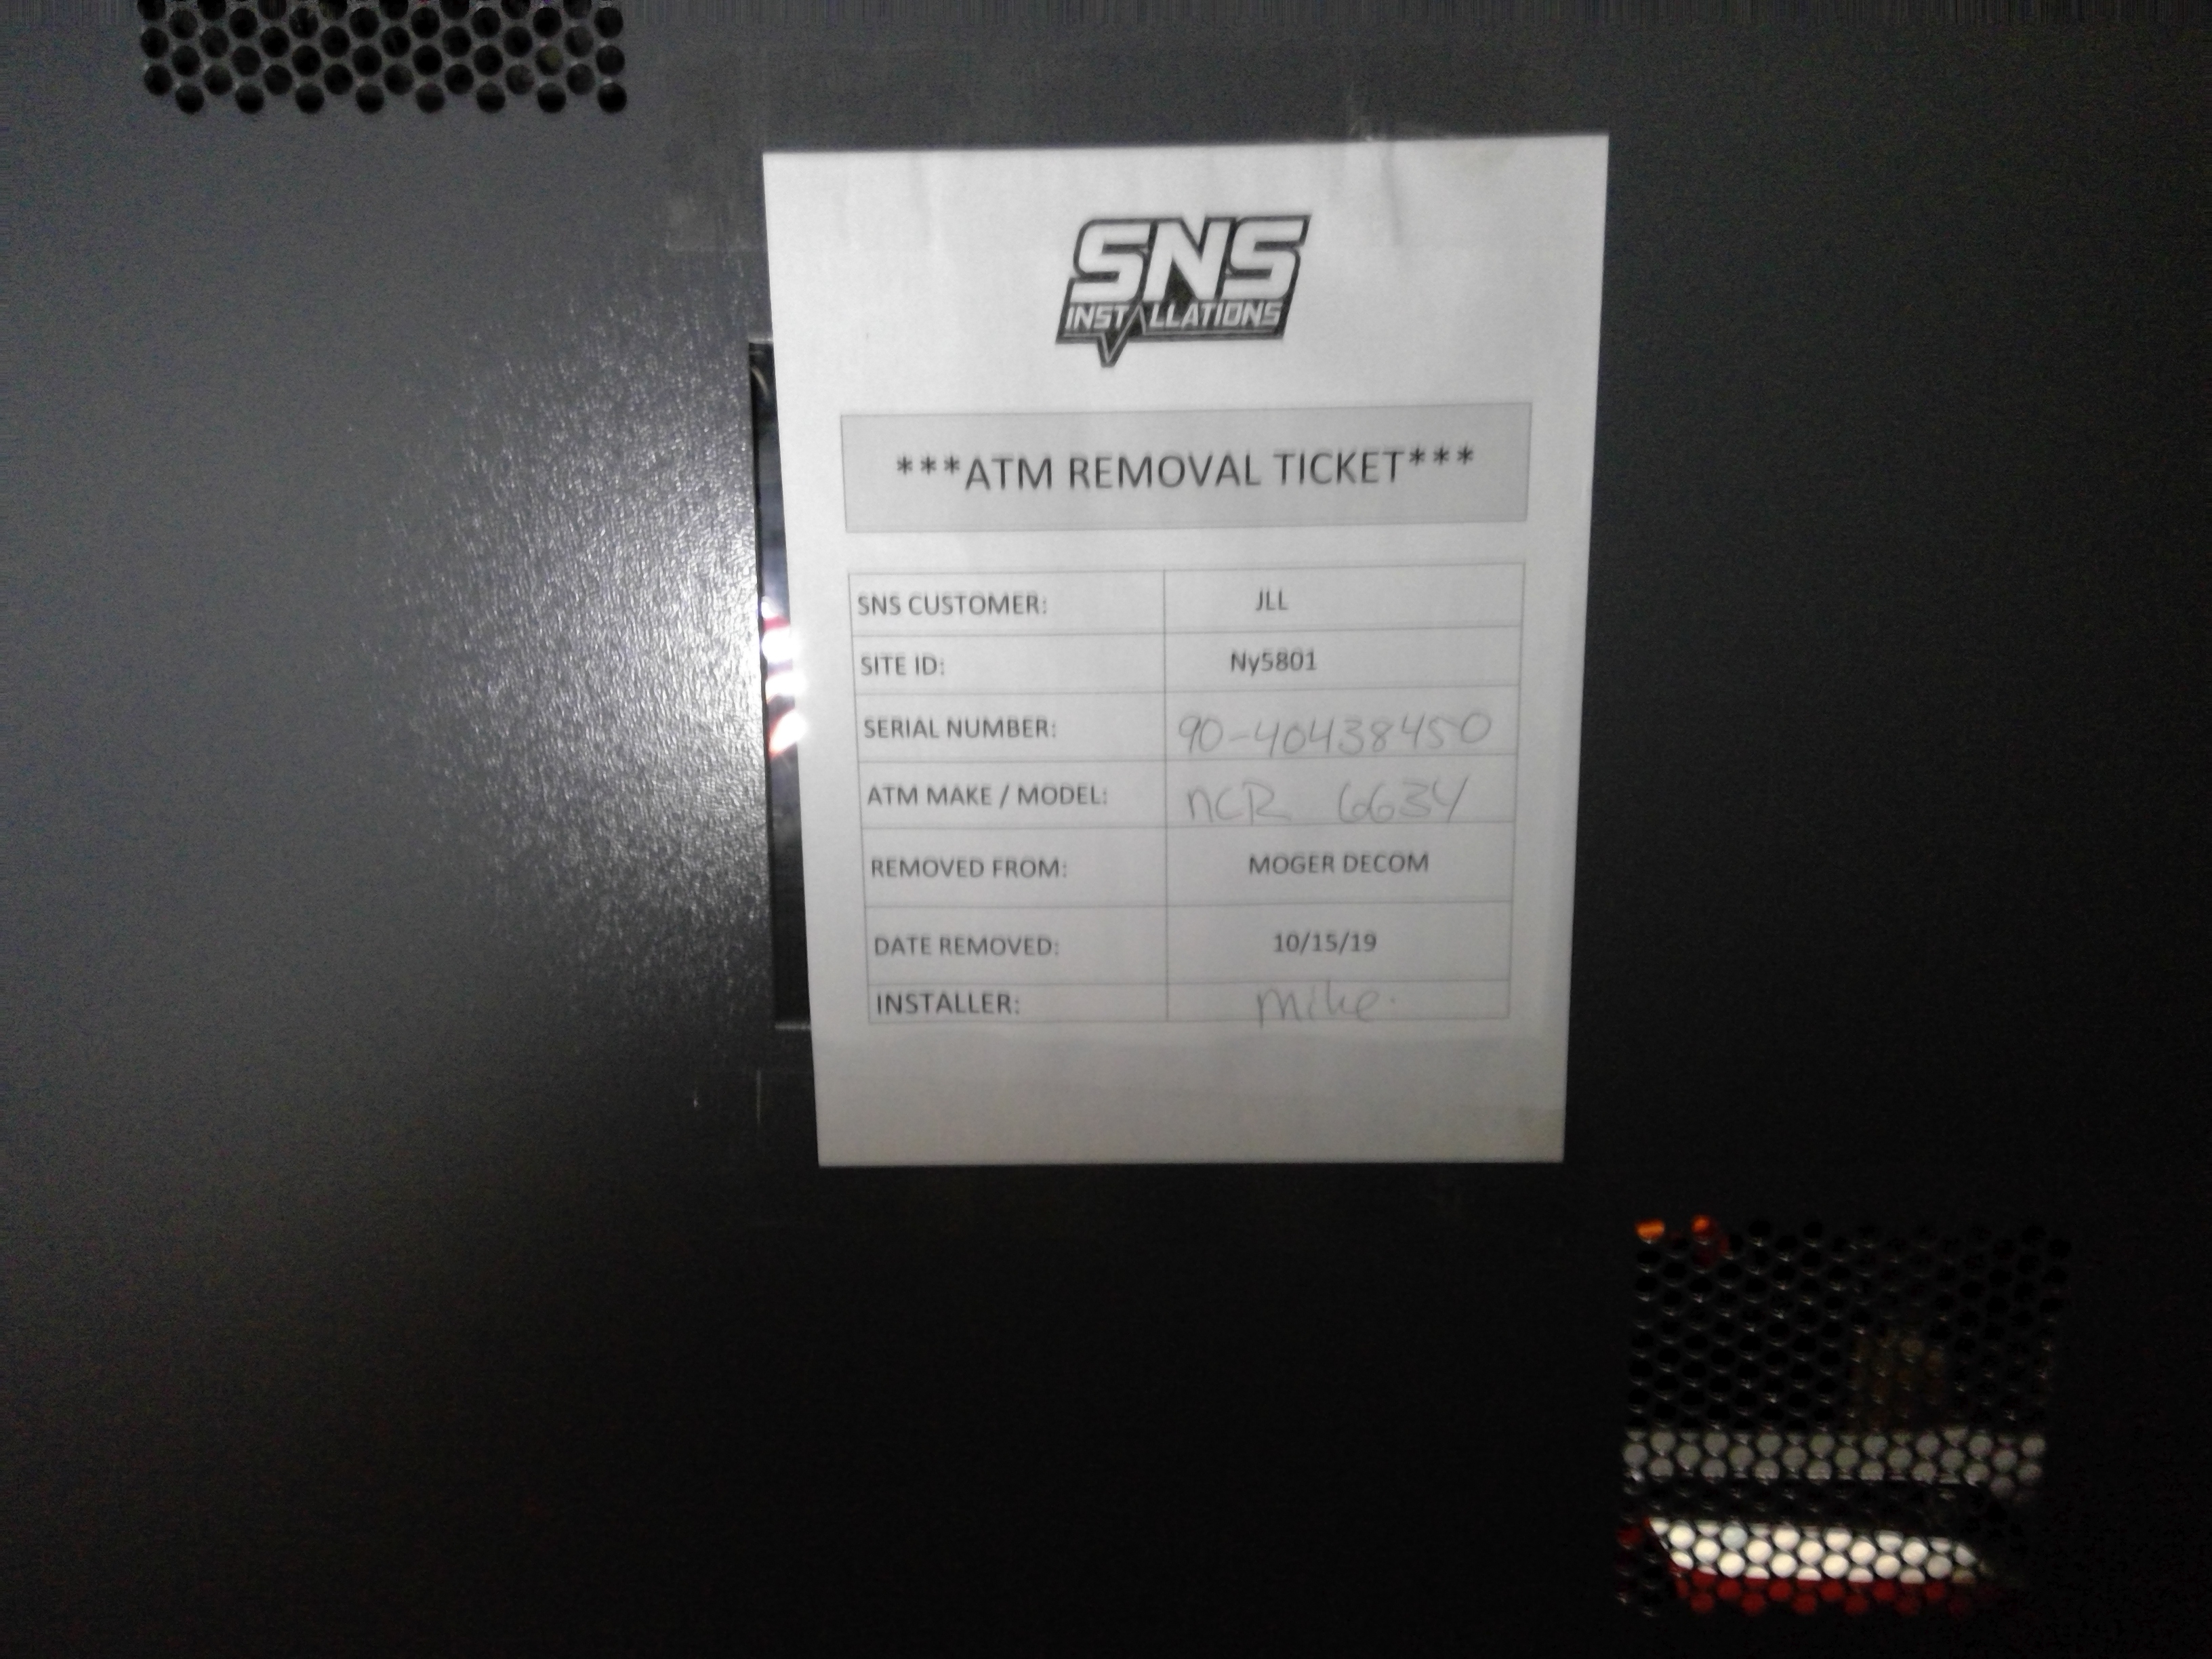 SNS
INSTALLATIONS
***ATM REMOVAL TICKET***
SNS CUSTOMER: JLL
SITE ID: Ny5801
SERIAL NUMBER: 90-40438450
ATM MAKE / MODEL: NCR 6634
REMOVED FROM: MOGER DECOM
DATE REMOVED: 10/15/19
INSTALLER: Mike